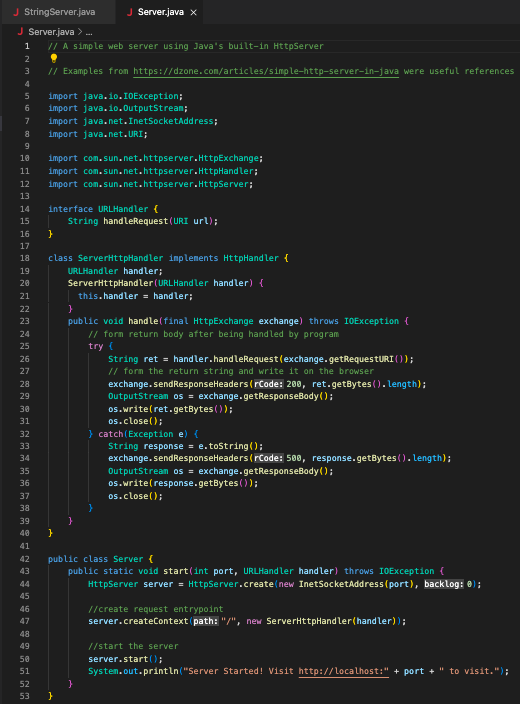 StringServer.java
Server.java
Server.java > ...
1 // A simple web server using Java's built-in HttpServer
2
3 // Examples from https://dzone.com/articles/simple-http-server-in-java were useful references
4
5 import java.io.IOException;
6 import java.io.OutputStream;
7 import java.net.InetSocketAddress;
8 import java.net.URI;
9
10 import com.sun.net.httpserver.HttpExchange;
11 import com.sun.net.httpserver.HttpHandler;
12 import com.sun.net.httpserver.HttpServer;
13
14 interface URLHandler {
15 String handleRequest(URI url);
16 }
17
18 class ServerHttpHandler implements HttpHandler {
19 URLHandler handler;
20 ServerHttpHandler(URLHandler handler) {
21 this.handler = handler;
22 }
23 public void handle(final HttpExchange exchange) throws IOException {
24 // form return body after being handled by program
25 try {
26 String ret = handler.handleRequest(exchange.getRequestURI());
27 // form the return string and write it on the browser
28 exchange.sendResponseHeaders(rCode: 200, ret.getBytes().length);
29 OutputStream os = exchange.getResponseBody();
30 os.write(ret.getBytes());
31 os.close();
32 } catch(Exception e) {
33 String response = e.toString();
34 exchange.sendResponseHeaders(rCode: 500, response.getBytes().length);
35 OutputStream os = exchange.getResponseBody();
36 os.write(response.getBytes());
37 os.close();
38 }
39 }
40 }
41
42 public class Server {
43 public static void start(int port, URLHandler handler) throws IOException {
44 HttpServer server = HttpServer.create(new InetSocketAddress(port), backlog: 0);
45
46 //create request entrypoint
47 server.createContext(path: "/", new ServerHttpHandler(handler));
48
49 //start the server
50 server.start();
51 System.out.println("Server Started! Visit http://localhost:" + port + " to visit.");
52 }
53 }